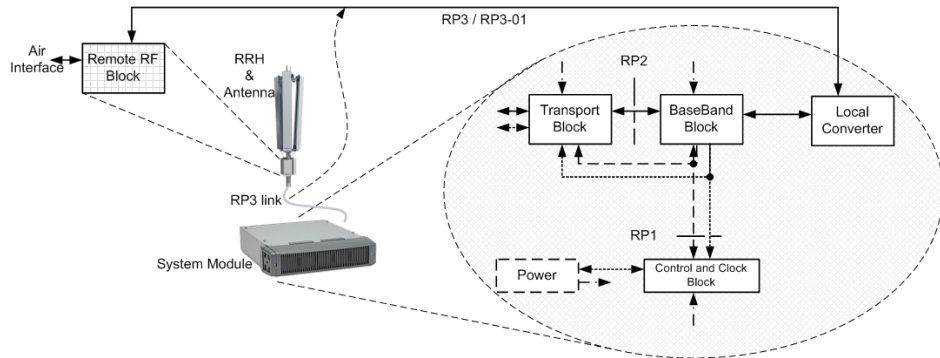 RP3 / RP3-01
Air
Interface
Remote RF
Block
RRH
&
Antenna
RP3 link
System Module
RP2
Transport
Block
BaseBand
Block
Local
Converter
RP1
Power
Control and Clock
Block